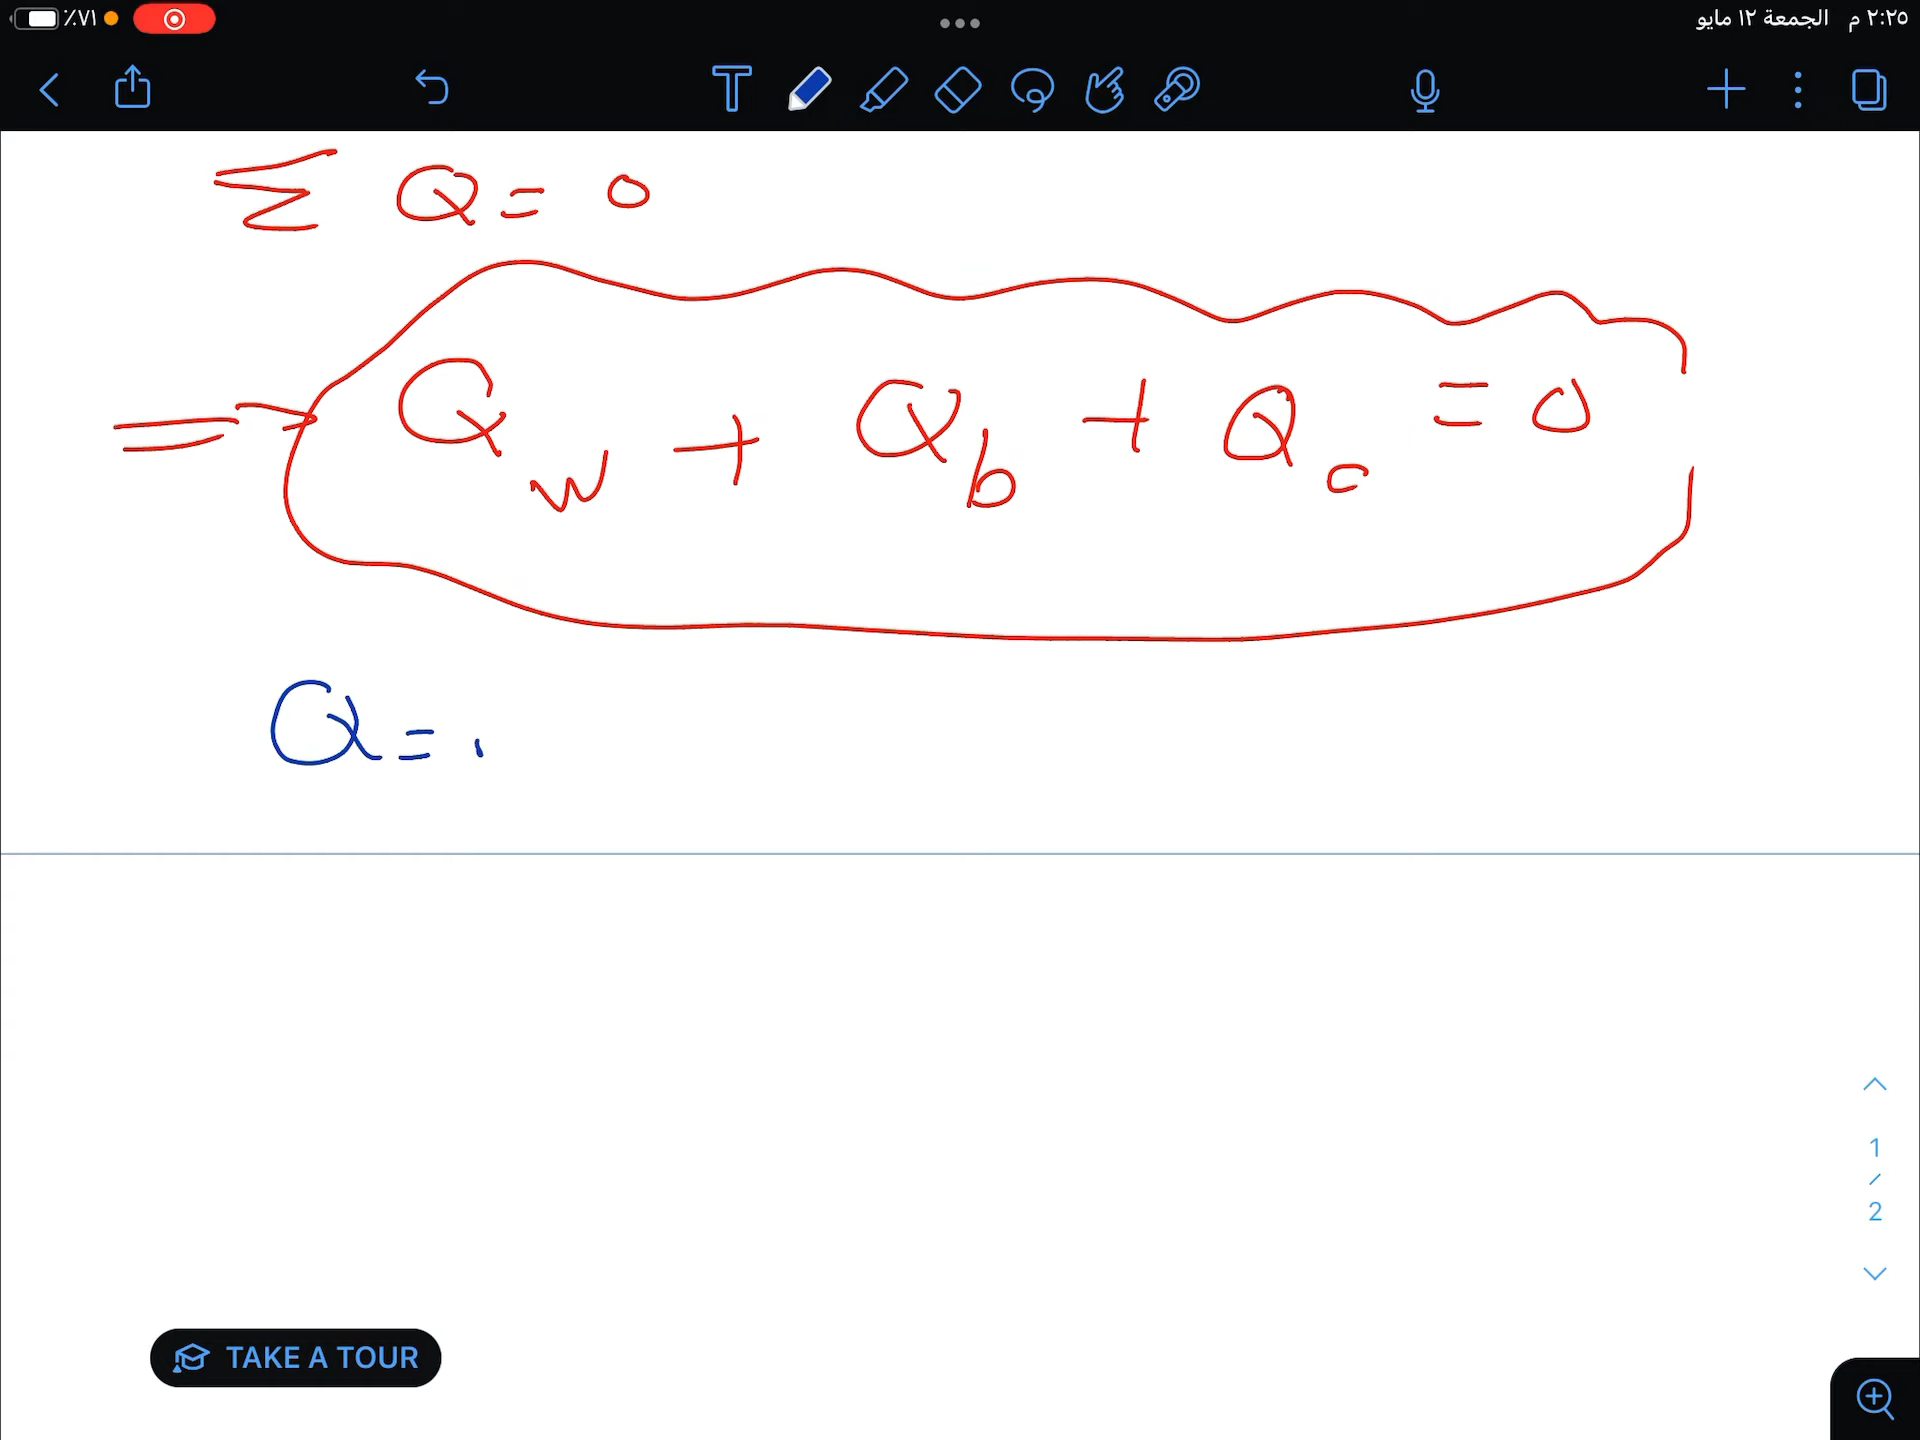 ٪٧١ ٢:٢٥ م الجمعة ١٢ مايو
Σ Q = 0
⇒ Q_w + Q_b + Q_c = 0
Q =
1
/
2
TAKE A TOUR